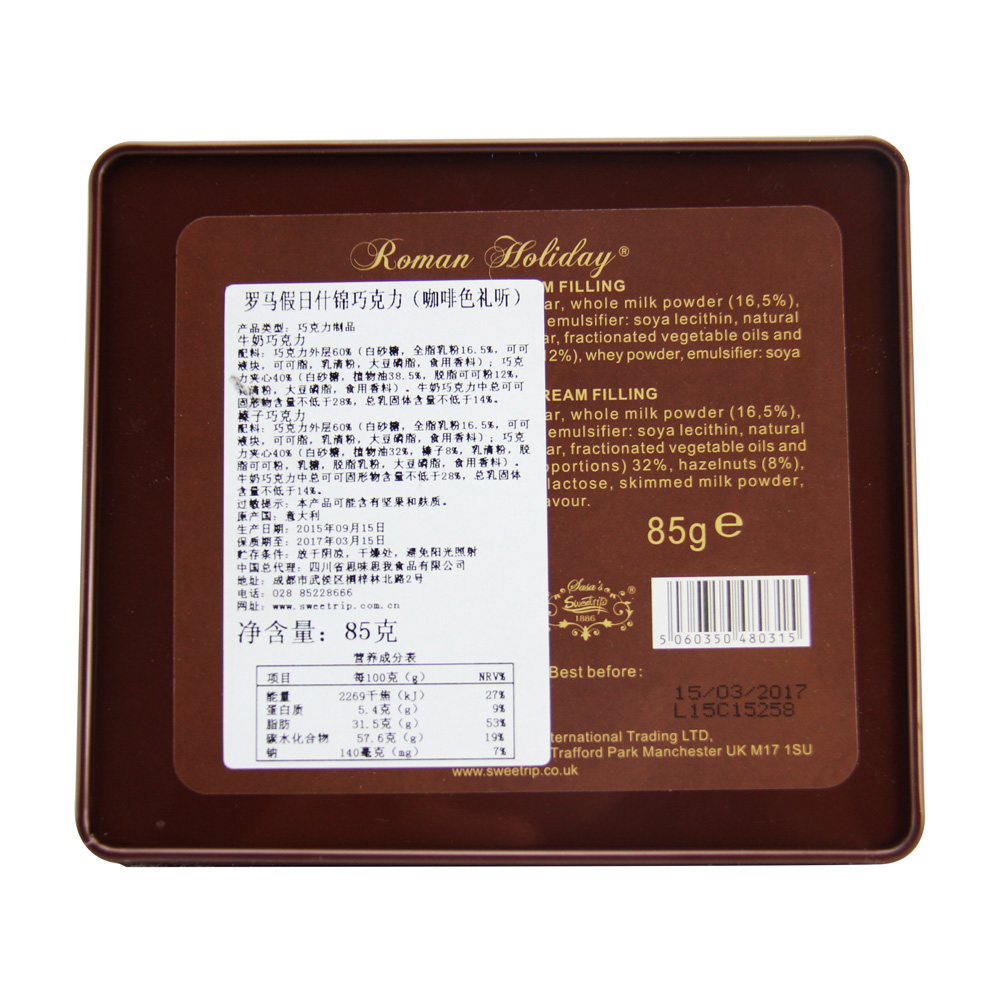 Roman Holiday®
M FILLING
ar, whole milk powder (16,5%),
emulsifier: soya lecithin, natural
ar, fractionated vegetable oils and
2%), whey powder, emulsifier: soya
REAM FILLING
ar, whole milk powder (16,5%),
emulsifier: soya lecithin, natural
ar, fractionated vegetable oils and
oportions) 32%, hazelnuts (8%),
lactose, skimmed milk powder,
avour.
85g e
Sasa's ®
Sweetrip
1886
5 060350 480315
Best before:
15/03/2017
L15C15258
ternational Trading LTD,
Trafford Park Manchester UK M17 1SU
www.sweetrip.co.uk
罗马假日什锦巧克力（咖啡色礼听）
产品类型：巧克力制品
牛奶巧克力
配料：巧克力外层60%（白砂糖，全脂乳粉16.5%，可可
液块，可可脂，乳清粉，大豆磷脂，食用香料）；巧克
力夹心40%（白砂糖，植物油38.5%，脱脂可可粉12%，
乳清粉，大豆磷脂，食用香料）。牛奶巧克力中总可可
固形物含量不低于28%，总乳固体含量不低于14%。
榛子巧克力
配料：巧克力外层60%（白砂糖，全脂乳粉16.5%，可可
液块，可可脂，乳清粉，大豆磷脂，食用香料）；巧克
力夹心40%（白砂糖，植物油32%，榛子8%，乳清粉，脱
脂可可粉，乳糖，脱脂乳粉，大豆磷脂，食用香料）。
牛奶巧克力中总可可固形物含量不低于28%，总乳固体
含量不低于14%。
过敏提示：本产品可能含有坚果和麸质。
原产国：意大利
生产日期：2015年09月15日
保质期至：2017年03月15日
贮存条件：放于阴凉，干燥处，避免阳光照射
中国总代理：四川省思味思我食品有限公司
地址：成都市武侯区桐梓林北路2号
电话：028 85228666
网址：www.sweetrip.com.cn
净含量：85克
营养成分表
项目 每100克（g） NRV%
能量 2269千焦（kJ） 27%
蛋白质 5.4克（g） 9%
脂肪 31.5克（g） 53%
碳水化合物 57.6克（g） 19%
钠 140毫克（mg） 7%